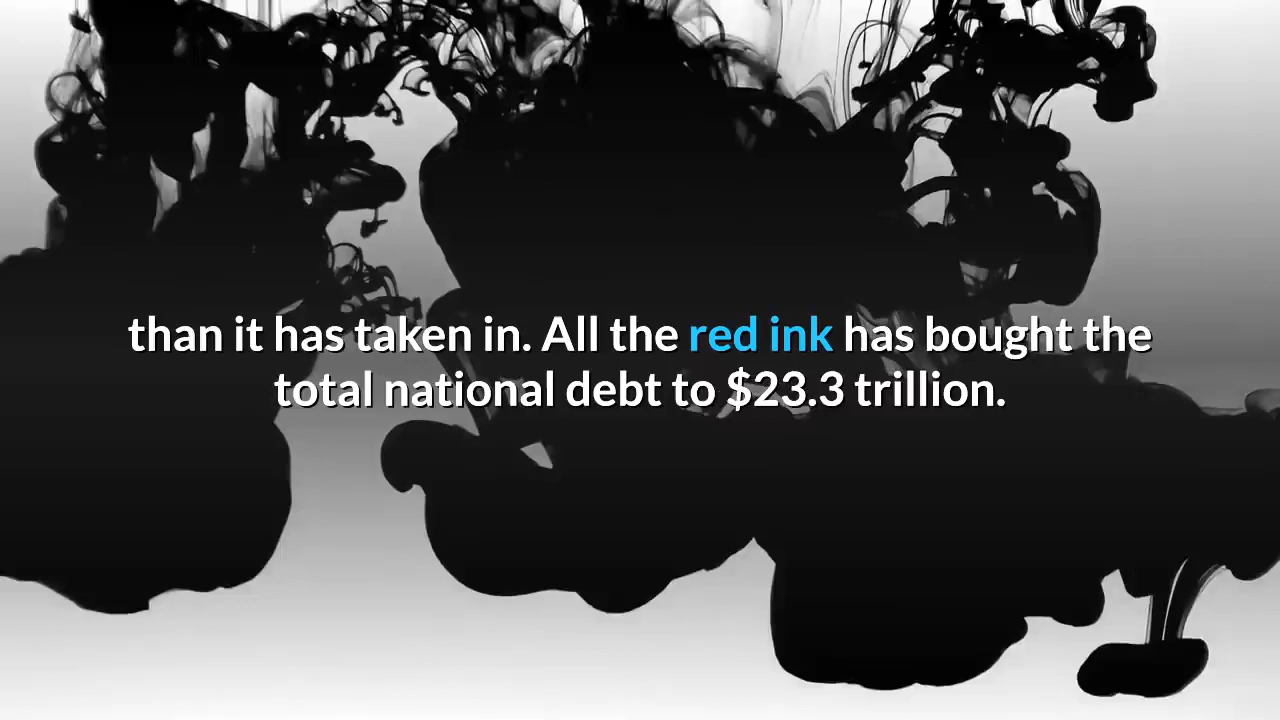 than it has taken in. All the red ink has bought the
total national debt to $23.3 trillion.